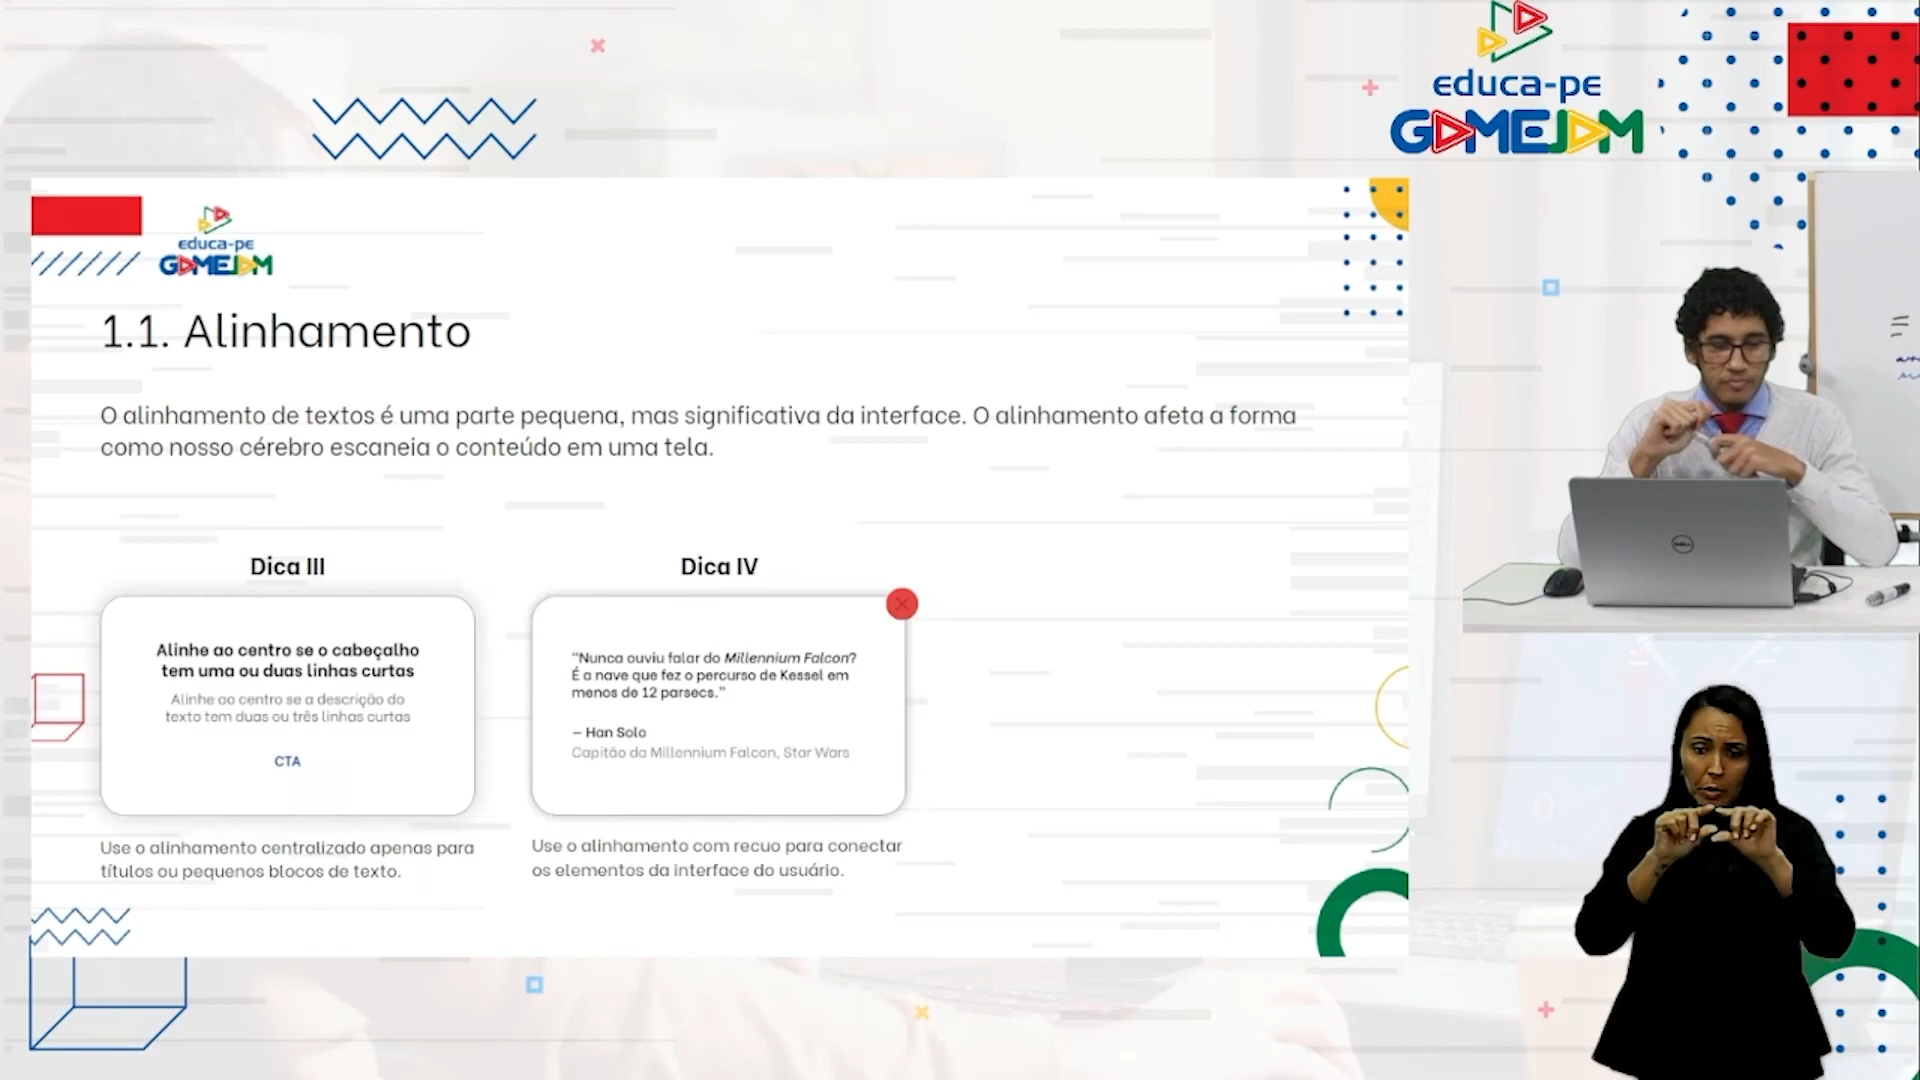 educa-pe
GAMEJAM
educa-pe
GAMEJAM
1.1. Alinhamento
O alinhamento de textos é uma parte pequena, mas significativa da interface. O alinhamento afeta a forma
como nosso cérebro escaneia o conteúdo em uma tela.
Dica III
Alinhe ao centro se o cabeçalho
tem uma ou duas linhas curtas
Alinhe ao centro se a descrição do
texto tem duas ou três linhas curtas
CTA
Use o alinhamento centralizado apenas para
títulos ou pequenos blocos de texto.
Dica IV
“Nunca ouviu falar do Millennium Falcon?
É a nave que fez o percurso de Kessel em
menos de 12 parsecs.”
— Han Solo
Capitão da Millennium Falcon, Star Wars
Use o alinhamento com recuo para conectar
os elementos da interface do usuário.
DELL